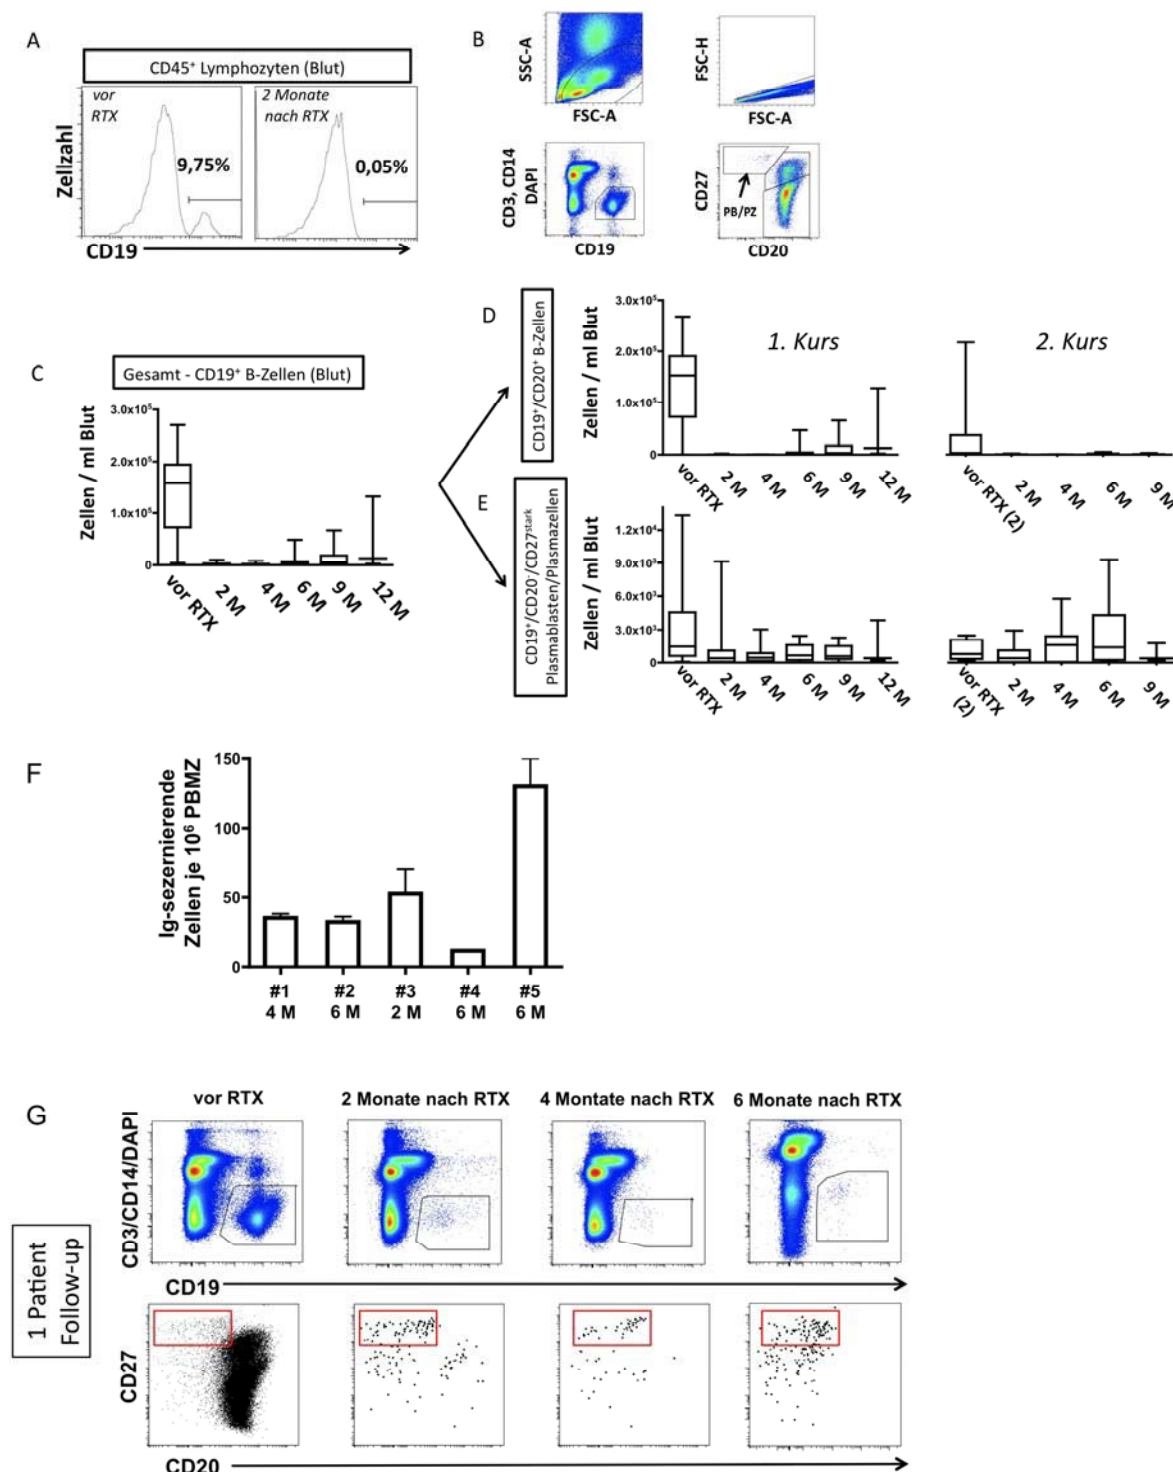 A
CD45⁺ Lymphozyten (Blut)
vor
RTX
9,75%
2 Monate
nach RTX
0,05%
Zellzahl
CD19
B
SSC-A
FSC-A
FSC-H
FSC-A
CD3, CD14
DAPI
CD19
CD27
PB/PZ
CD20
C
Gesamt - CD19⁺ B-Zellen (Blut)
Zellen / ml Blut
3.0x10⁵
2.0x10⁵
1.0x10⁵
0
vor RTX
2 M
4 M
6 M
9 M
12 M
D
CD19⁺/CD20⁺ B-Zellen
Zellen / ml Blut
3.0x10⁵
2.0x10⁵
1.0x10⁵
0
1. Kurs
vor RTX
2 M
4 M
6 M
9 M
12 M
2. Kurs
vor RTX (2)
2 M
4 M
6 M
9 M
E
CD19⁺/CD20⁻/CD27ˢᵗᵃʳᵏ
Plasmablasten/Plasmazellen
Zellen / ml Blut
1.2x10⁴
9.0x10³
6.0x10³
3.0x10³
0
vor RTX
2 M
4 M
6 M
9 M
12 M
vor RTX
(2)
2 M
4 M
6 M
9 M
F
Ig-sezernierende
Zellen je 10⁶ PBMZ
150
100
50
0
#1
4 M
#2
6 M
#3
2 M
#4
6 M
#5
6 M
G
1 Patient
Follow-up
vor RTX
2 Monate nach RTX
4 Montate nach RTX
6 Monate nach RTX
CD3/CD14/DAPI
CD19
CD27
CD20